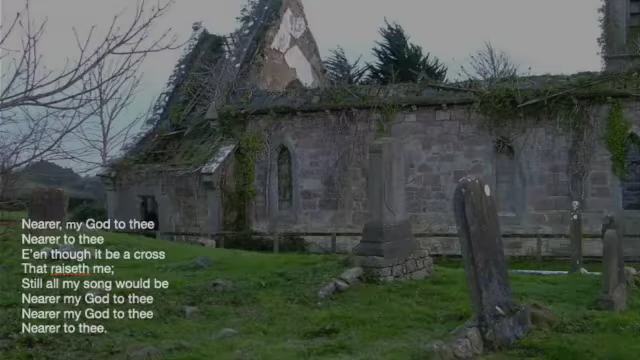 Nearer, my God to thee
Nearer to thee
E'en though it be a cross
That raiseth me;
Still all my song would be
Nearer my God to thee
Nearer my God to thee
Nearer to thee.